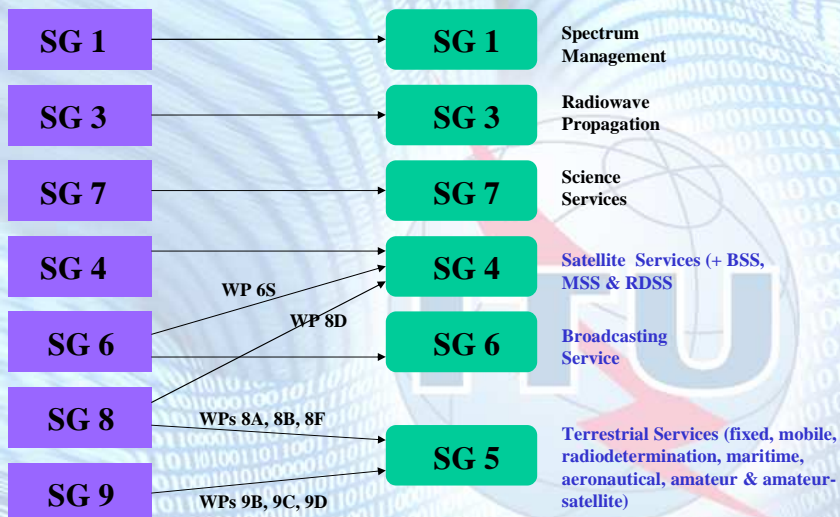 SG 1
SG 1
Spectrum
Management
SG 3
SG 3
Radiowave
Propagation
SG 7
SG 7
Science
Services
SG 4
SG 4
Satellite Services (+ BSS,
MSS & RDSS
WP 6S
WP 8D
SG 6
SG 6
Broadcasting
Service
SG 8
WPs 8A, 8B, 8F
SG 5
Terrestrial Services (fixed, mobile,
radiodetermination, maritime,
aeronautical, amateur & amateur-
satellite)
SG 9
WPs 9B, 9C, 9D
ITU